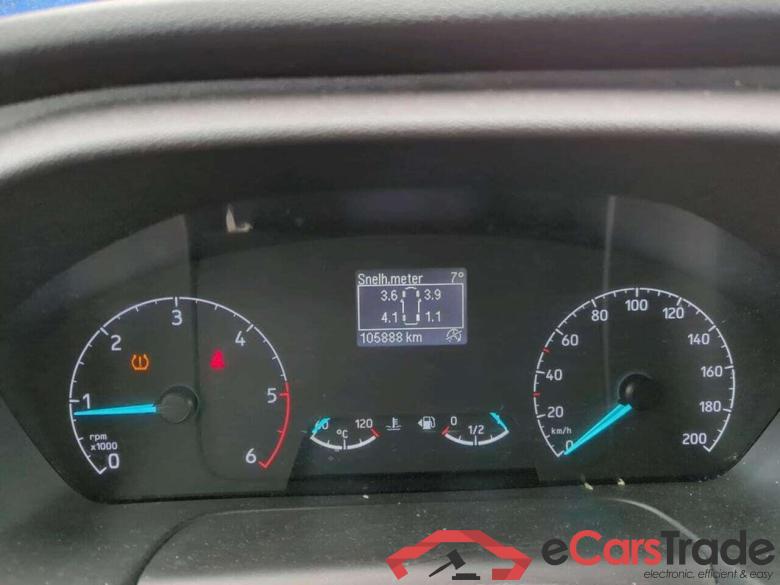 Snelh.meter 7°
3.6 3.9
4.1 1.1
105888 km
0 1 2 3 4 5 6
rpm
x1000
60 120
°C
0 1/2
0 20 40 60 80 100 120 140 160 180 200
km/h
eCarsTrade
electronic, efficient & easy